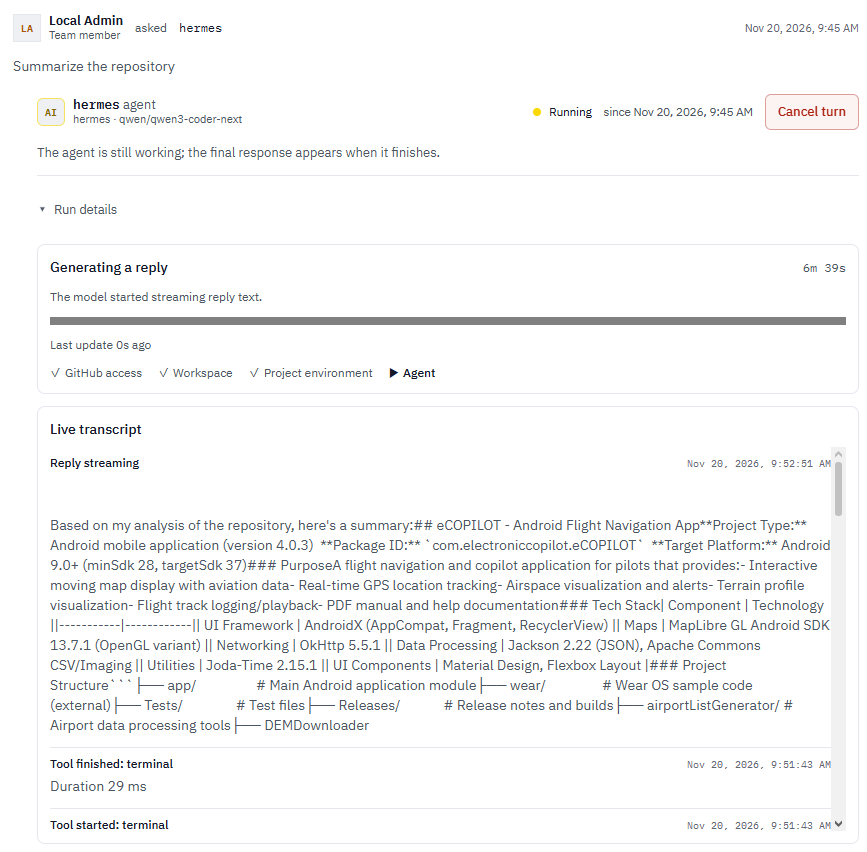 LA
Local Admin
Team member
asked hermes
Nov 20, 2026, 9:45 AM
Summarize the repository
AI
hermes agent
hermes · qwen/qwen3-coder-next
Running since Nov 20, 2026, 9:45 AM
Cancel turn
The agent is still working; the final response appears when it finishes.
▾ Run details
Generating a reply
6m 39s
The model started streaming reply text.
Last update 0s ago
✓ GitHub access ✓ Workspace ✓ Project environment ▶ Agent
Live transcript
Reply streaming
Nov 20, 2026, 9:52:51 AM
Based on my analysis of the repository, here's a summary:## eCOPILOT - Android Flight Navigation App**Project Type:**
Android mobile application (version 4.0.3) **Package ID:** `com.electroniccopilot.eCOPILOT` **Target Platform:** Android
9.0+ (minSdk 28, targetSdk 37)### PurposeA flight navigation and copilot application for pilots that provides:- Interactive
moving map display with aviation data- Real-time GPS location tracking- Airspace visualization and alerts- Terrain profile
visualization- Flight track logging/playback- PDF manual and help documentation### Tech Stack| Component | Technology
||-----------|------------|| UI Framework | AndroidX (AppCompat, Fragment, RecyclerView) || Maps | MapLibre GL Android SDK
13.7.1 (OpenGL variant) || Networking | OkHttp 5.5.1 || Data Processing | Jackson 2.22 (JSON), Apache Commons
CSV/Imaging || Utilities | Joda-Time 2.15.1 || UI Components | Material Design, Flexbox Layout |### Project
Structure```├── app/ # Main Android application module├── wear/ # Wear OS sample code
(external)├── Tests/ # Test files├── Releases/ # Release notes and builds├── airportListGenerator/ #
Airport data processing tools├── DEMDownloader
Tool finished: terminal
Nov 20, 2026, 9:51:43 AM
Duration 29 ms
Tool started: terminal
Nov 20, 2026, 9:51:43 AM